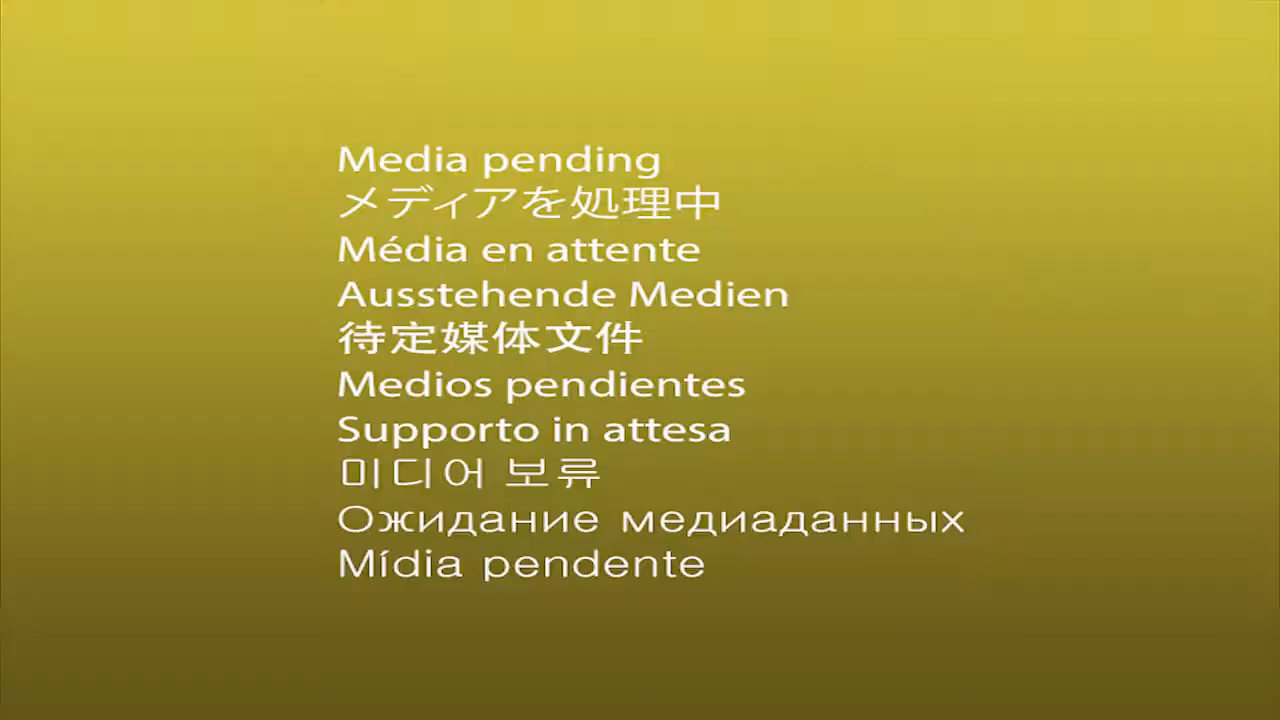 Media pending
メディアを処理中
Média en attente
Ausstehende Medien
待定媒体文件
Medios pendientes
Supporto in attesa
미디어 보류
Ожидание медиаданных
Mídia pendente